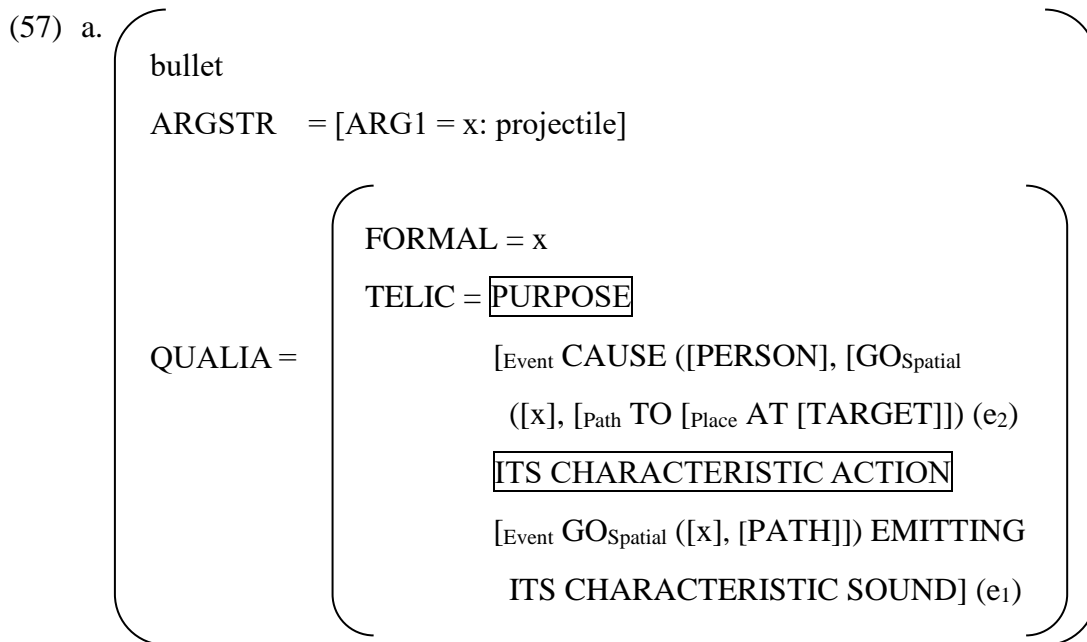 (57) a.
bullet
ARGSTR = [ARG1 = x: projectile]
FORMAL = x
TELIC = PURPOSE
QUALIA = [Event CAUSE ([PERSON], [GOSpatial
([x], [Path TO [Place AT [TARGET]]) (e2)
ITS CHARACTERISTIC ACTION
[Event GOSpatial ([x], [PATH]]) EMITTING
ITS CHARACTERISTIC SOUND] (e1)